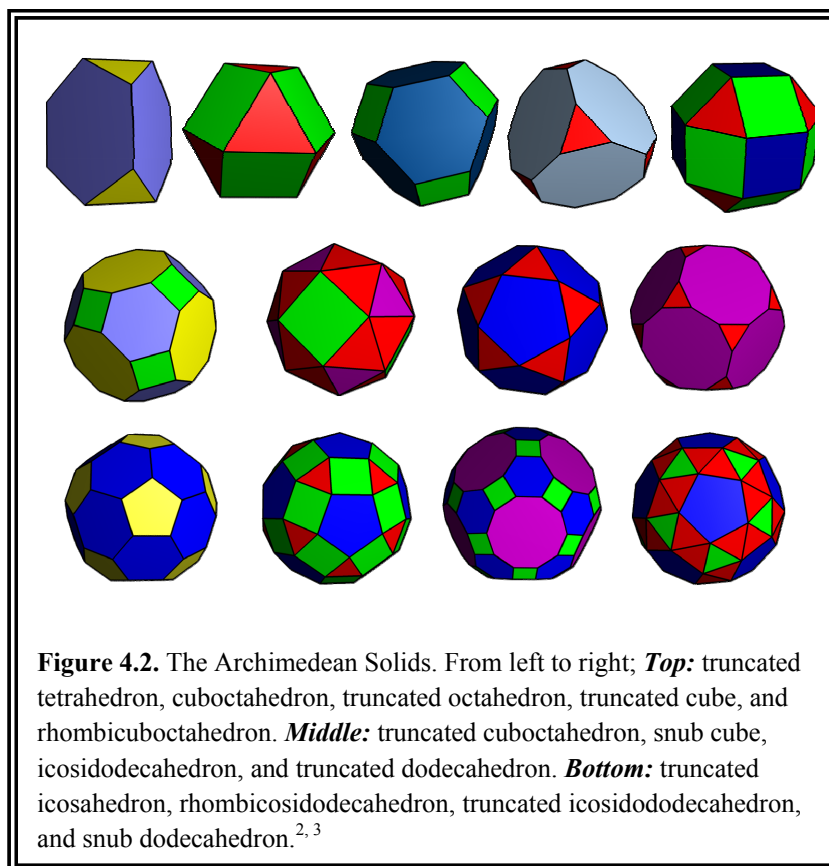 Figure 4.2. The Archimedean Solids. From left to right; Top: truncated
tetrahedron, cuboctahedron, truncated octahedron, truncated cube, and
rhombicuboctahedron. Middle: truncated cuboctahedron, snub cube,
icosidodecahedron, and truncated dodecahedron. Bottom: truncated
icosahedron, rhombicosidodecahedron, truncated icosidododecahedron,
and snub dodecahedron.2, 3